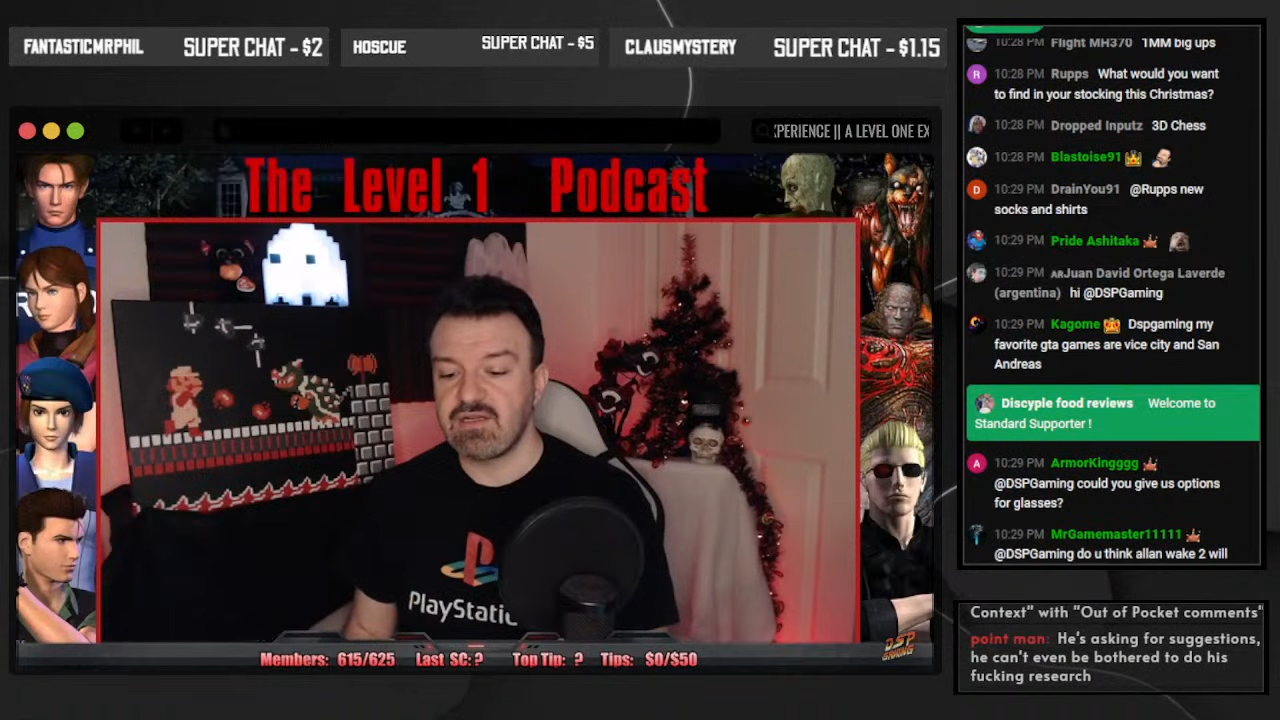 FANTASTICMRPHIL
SUPER CHAT - $2
HOSCUE
SUPER CHAT - $5
CLAUSMYSTERY
SUPER CHAT - $1.15
PERIENCE || A LEVEL ONE EX
The Level 1 Podcast
PlayStatic
Members: 615/625 Last SC: ? Top Tip: ? Tips: $0/$50
DSP
GAMING
10:28 PM Flight MH370 1MM big ups
R 10:28 PM Rupps What would you want
to find in your stocking this Christmas?
10:28 PM Dropped Inputz 3D Chess
10:28 PM Blastoise91
D 10:29 PM DrainYou91 @Rupps new
socks and shirts
10:29 PM Pride Ashitaka
10:29 PM ᴀʀJuan David Ortega Laverde
(argentina) hi @DSPGaming
10:29 PM Kagome Dspgaming my
favorite gta games are vice city and San
Andreas
Discyple food reviews Welcome to
Standard Supporter !
A 10:29 PM ArmorKingggg
@DSPGaming could you give us options
for glasses?
10:29 PM MrGamemaster11111
@DSPGaming do u think allan wake 2 will
Context" with "Out of Pocket comments"
point man: He's asking for suggestions,
he can't even be bothered to do his
fucking research